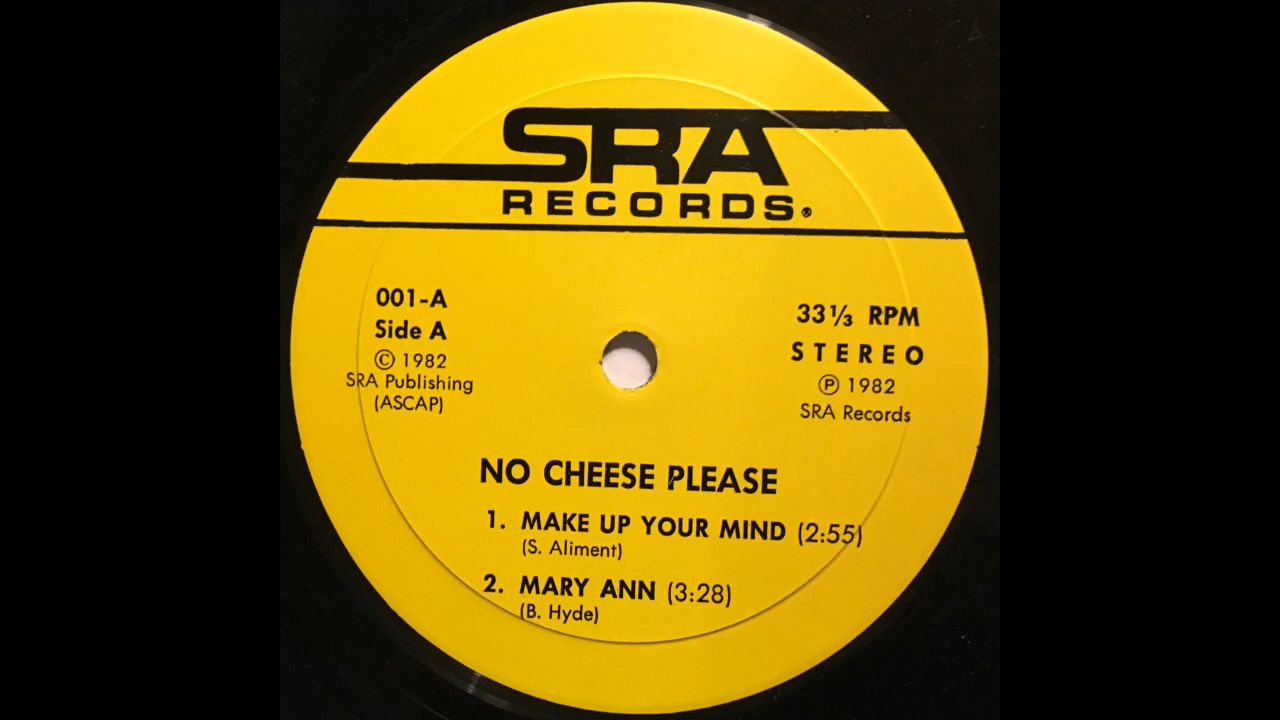 SRA
RECORDS®
001-A
Side A
© 1982
SRA Publishing
(ASCAP)
33⅓ RPM
STEREO
℗ 1982
SRA Records
NO CHEESE PLEASE
1. MAKE UP YOUR MIND (2:55)
(S. Aliment)
2. MARY ANN (3:28)
(B. Hyde)